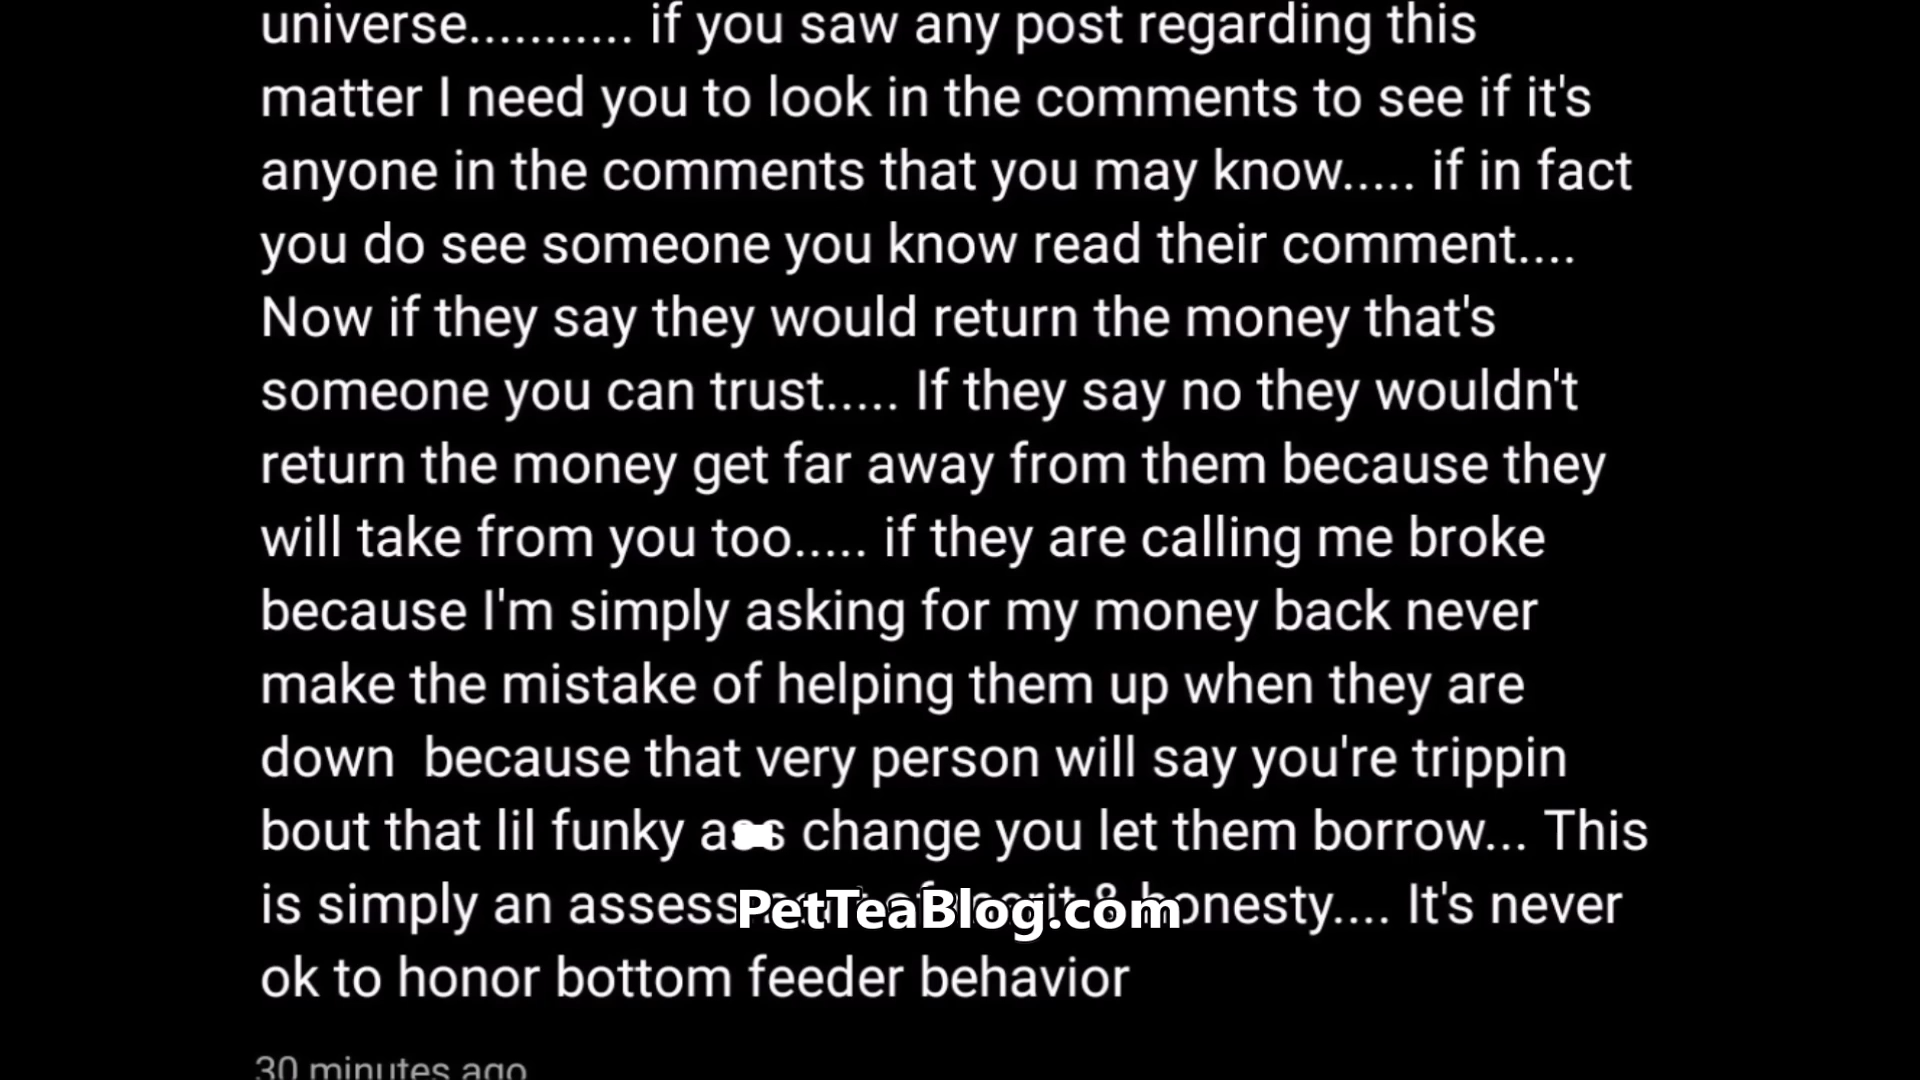 universe........... if you saw any post regarding this
matter I need you to look in the comments to see if it's
anyone in the comments that you may know..... if in fact
you do see someone you know read their comment....
Now if they say they would return the money that's
someone you can trust..... If they say no they wouldn't
return the money get far away from them because they
will take from you too..... if they are calling me broke
because I'm simply asking for my money back never
make the mistake of helping them up when they are
down  because that very person will say you're trippin
bout that lil funky ass change you let them borrow... This
is simply an & honesty.... It's never
PetTeaBlog.com
ok to honor bottom feeder behavior
30 minutes ago